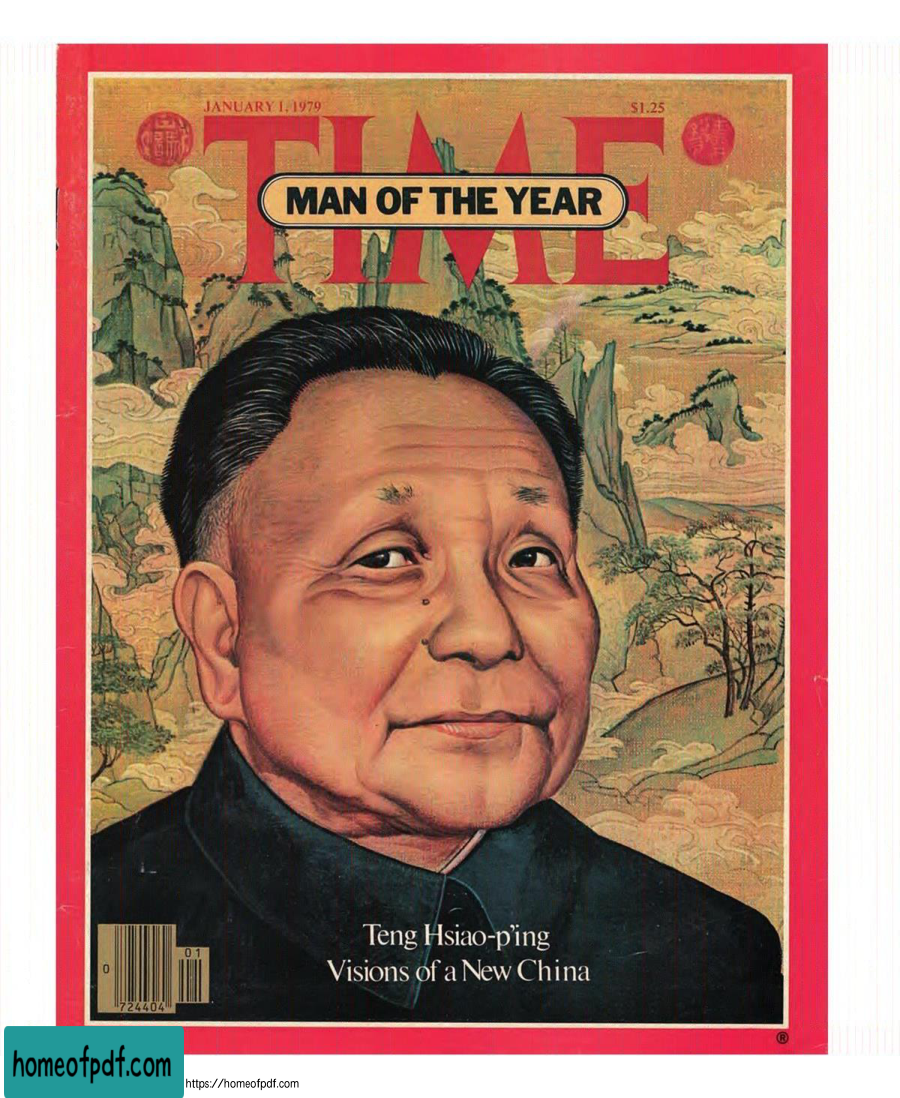 JANUARY 1, 1979
$1.25
TIME
MAN OF THE YEAR
Teng Hsiao-p'ing
Visions of a New China
0
724404
01
®
homeofpdf.com
https://homeofpdf.com